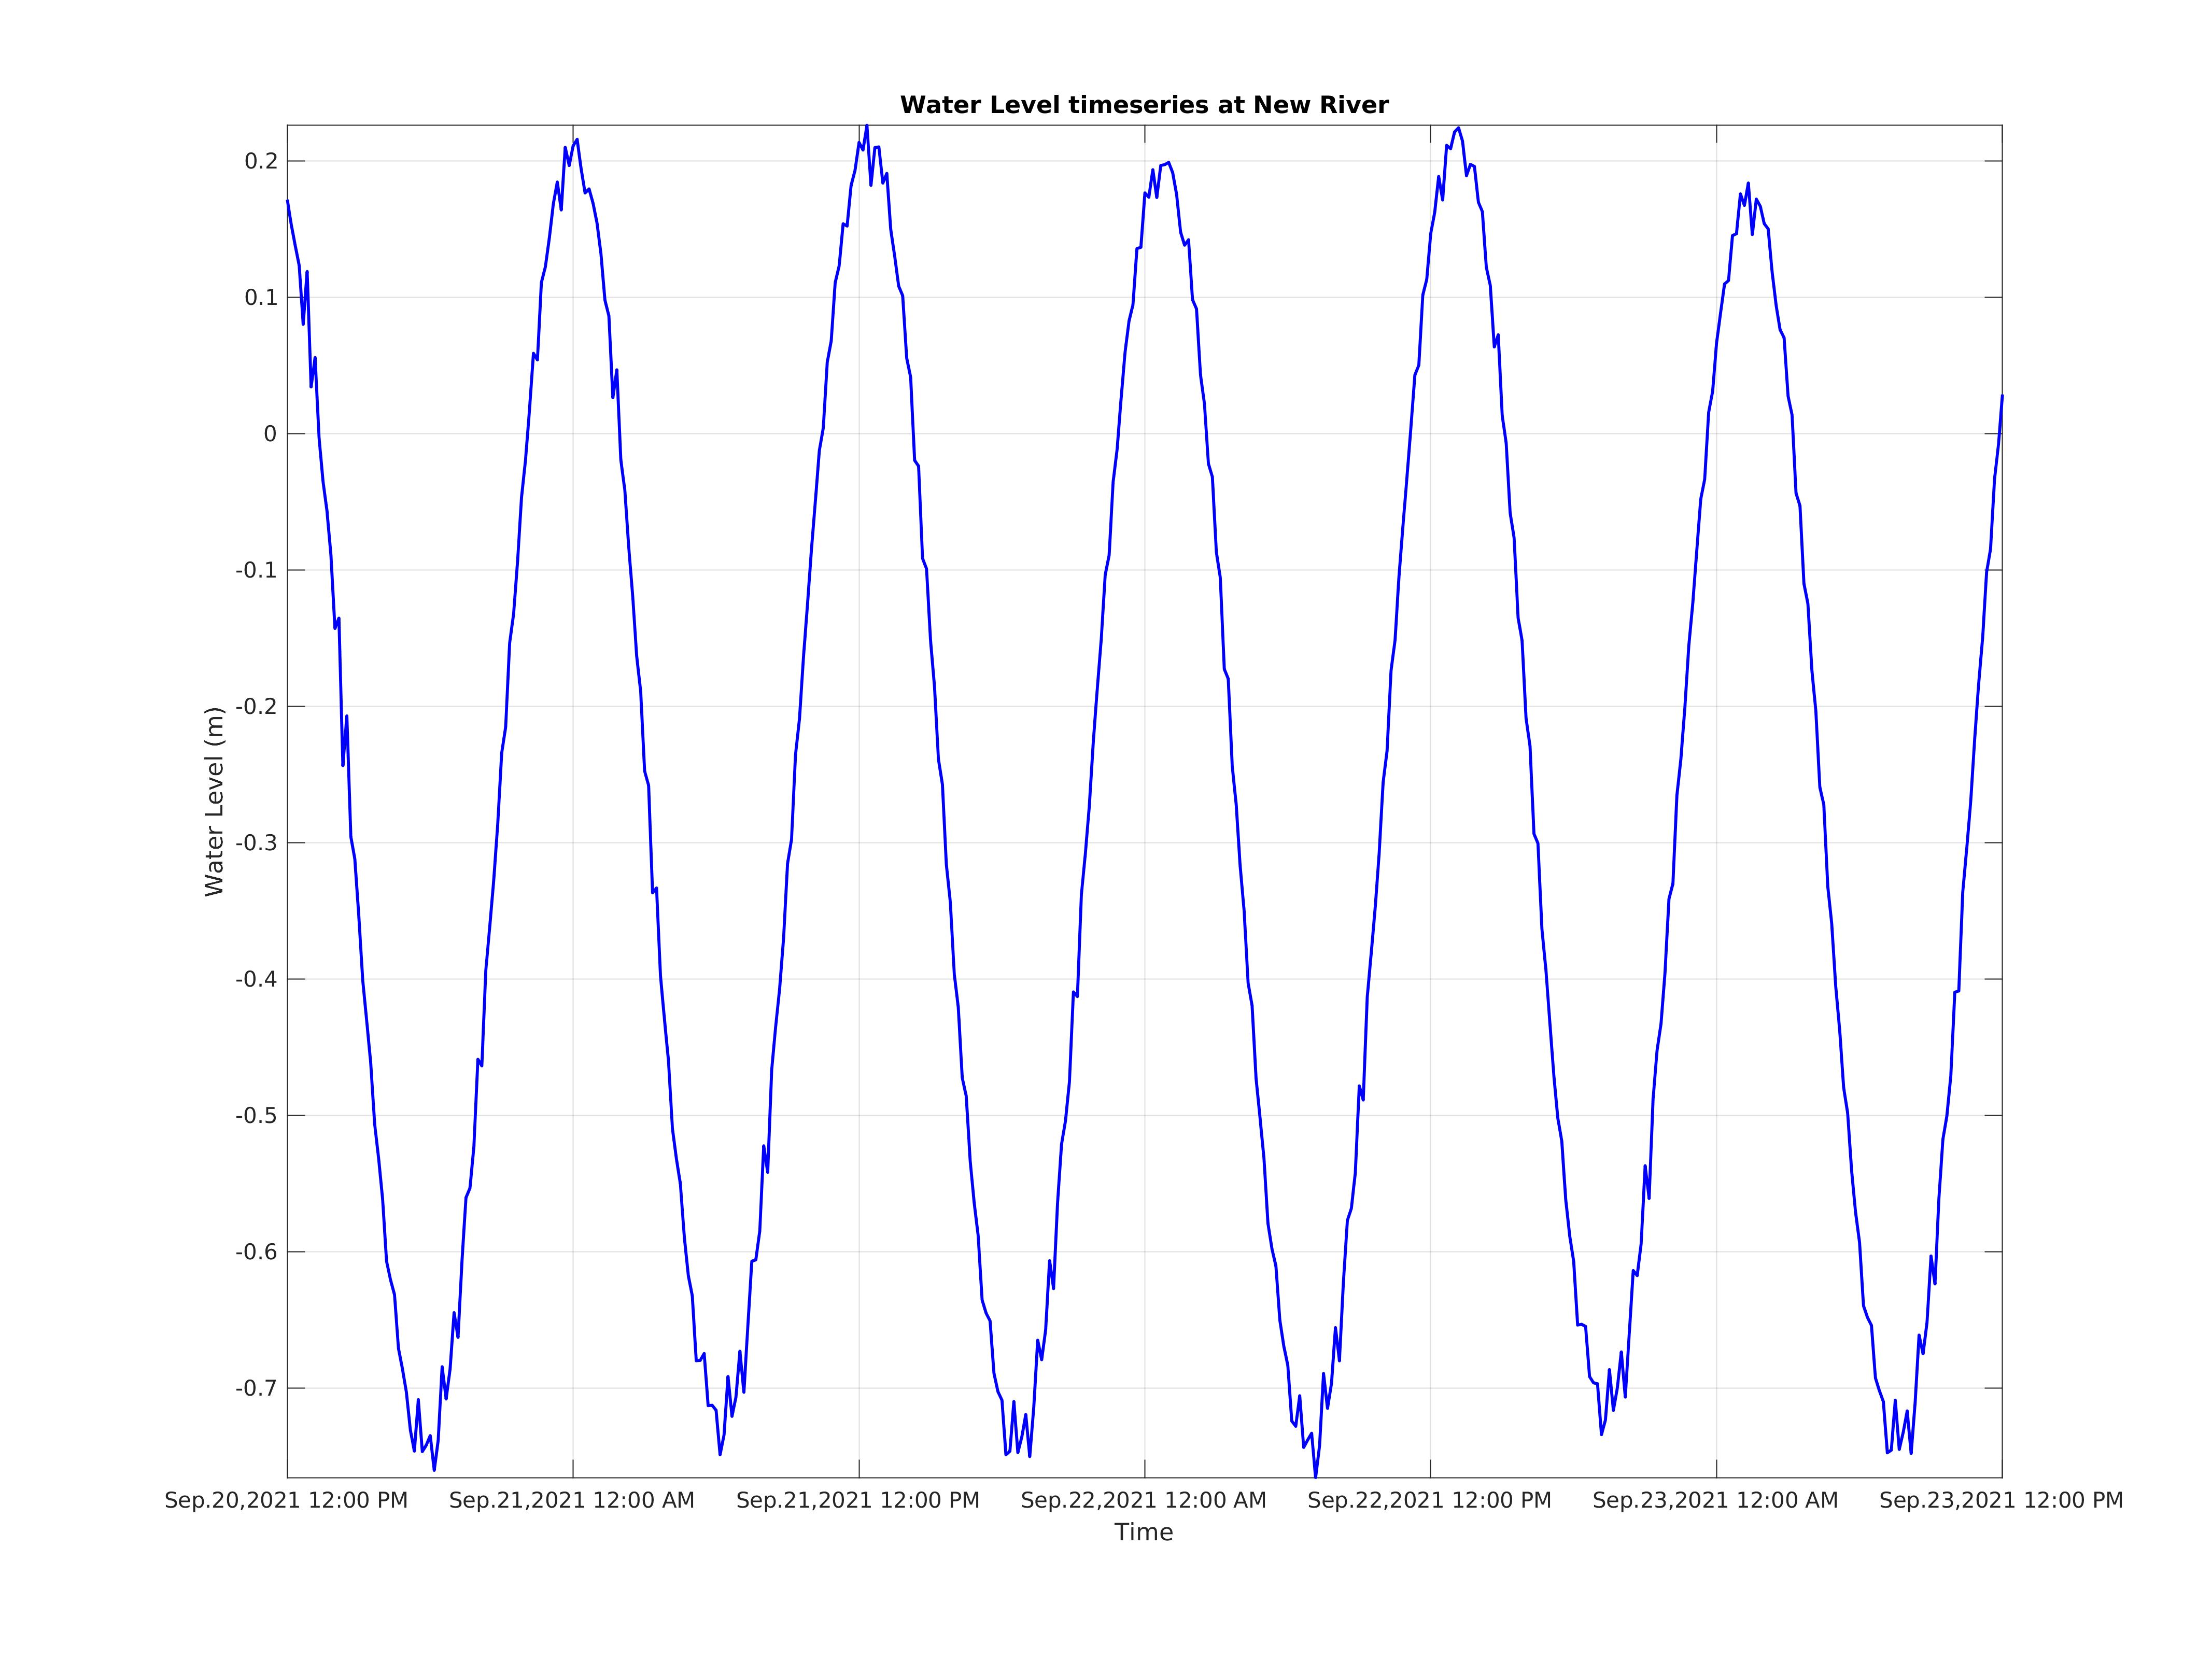 Water Level timeseries at New River
0.2
0.1
0
-0.1
-0.2
-0.3
-0.4
-0.5
-0.6
-0.7
Water Level (m)
Sep.20,2021 12:00 PM
Sep.21,2021 12:00 AM
Sep.21,2021 12:00 PM
Sep.22,2021 12:00 AM
Sep.22,2021 12:00 PM
Sep.23,2021 12:00 AM
Sep.23,2021 12:00 PM
Time